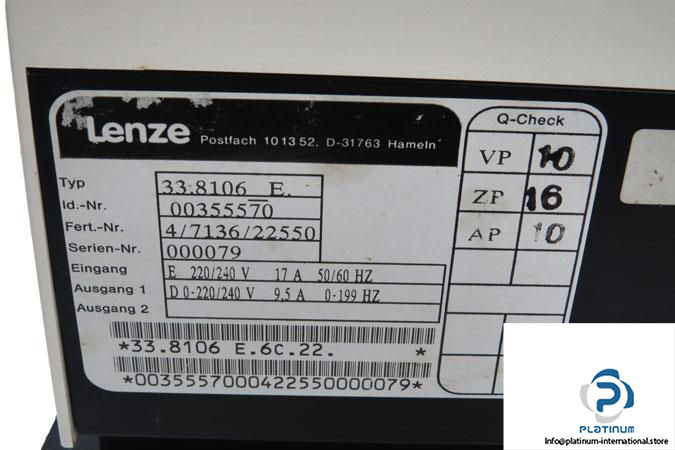 Lenze Postfach 10 13 52, D-31763 Hameln
Typ 33.8106_E.
Id.-Nr. 00355570
Fert.-Nr. 4/7136/22550
Serien-Nr. 000079
Eingang E 220/240 V 17 A 50/60 HZ
Ausgang 1 D 0-220/240 V 9,5 A 0-199 HZ
Ausgang 2
*33.8106 E.6C.22. *
*0035557000422550000079*
Q-Check
VP 10
ZP 16
AP 10
PLATINUM
info@platinum-international.store